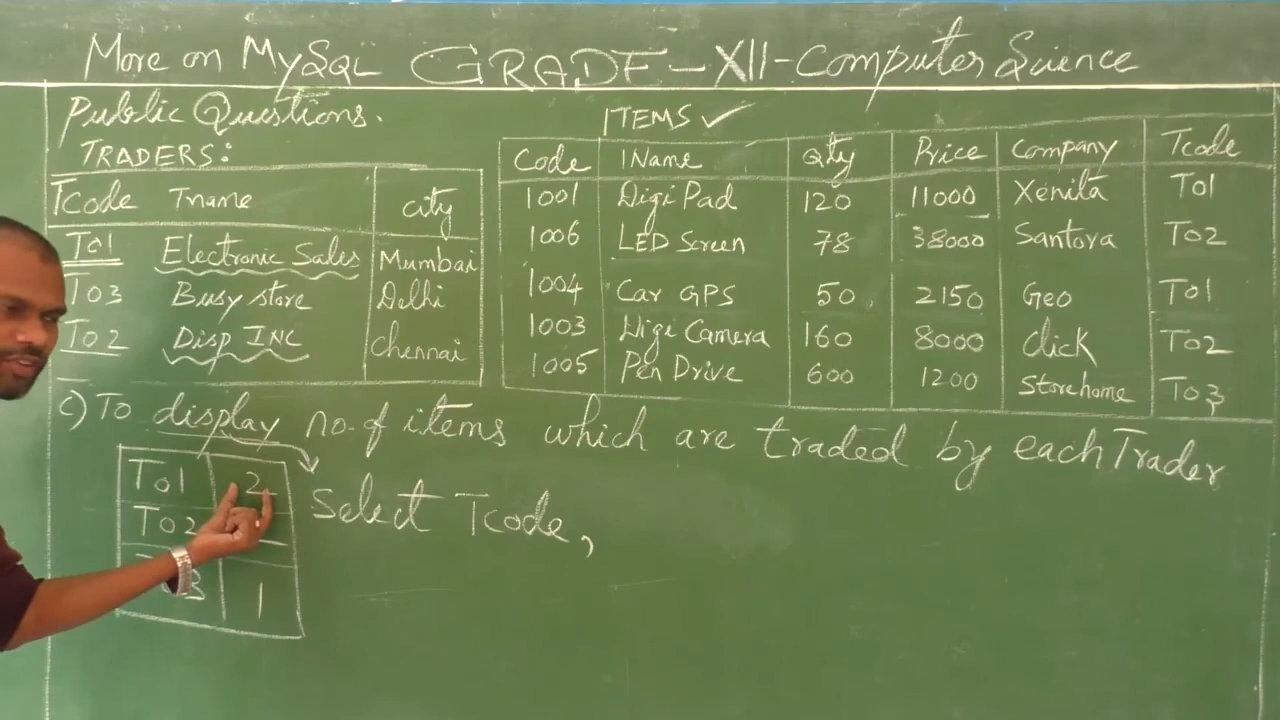 More on MySQL GRADE - XII - Computer Science
Public Questions.
TRADERS:
Tcode Tname city
T01 Electronic Sales Mumbai
T03 Busy store Delhi
T02 Disp INC Chennai
ITEMS ✓
Code IName Qty Price Company Tcode
1001 Digi Pad 120 11000 Xenita T01
1006 LED Screen 78 38000 Santora T02
1004 Car GPS 50 2150 Geo T01
1003 Digi Camera 160 8000 Click T02
1005 Pen Drive 600 1200 Storehome T03
c) To display no. of items which are traded by each Trader
T01 2
T02
3 1
Select Tcode,